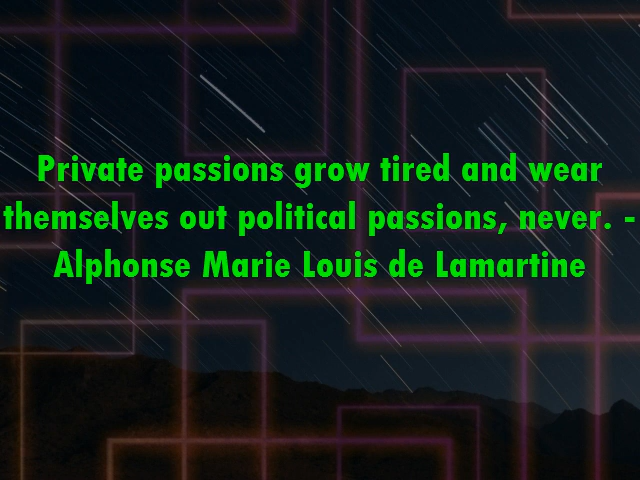 Private passions grow tired and wear
themselves out political passions, never. -
Alphonse Marie Louis de Lamartine